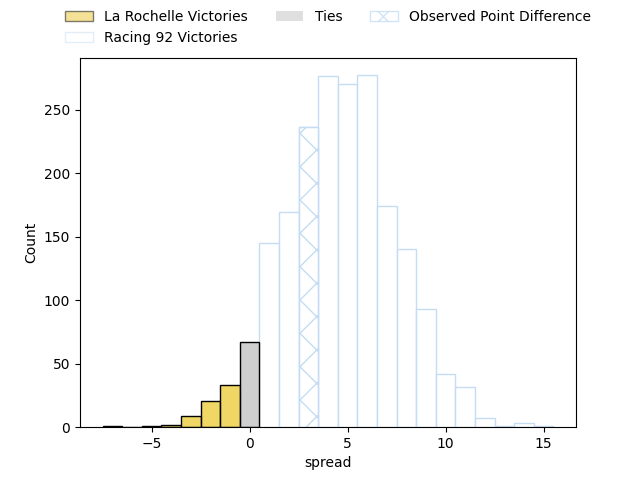 La Rochelle Victories
Ties
Observed Point Difference
Racing 92 Victories
250
200
150
100
50
0
Count
−5
0
5
10
15
spread